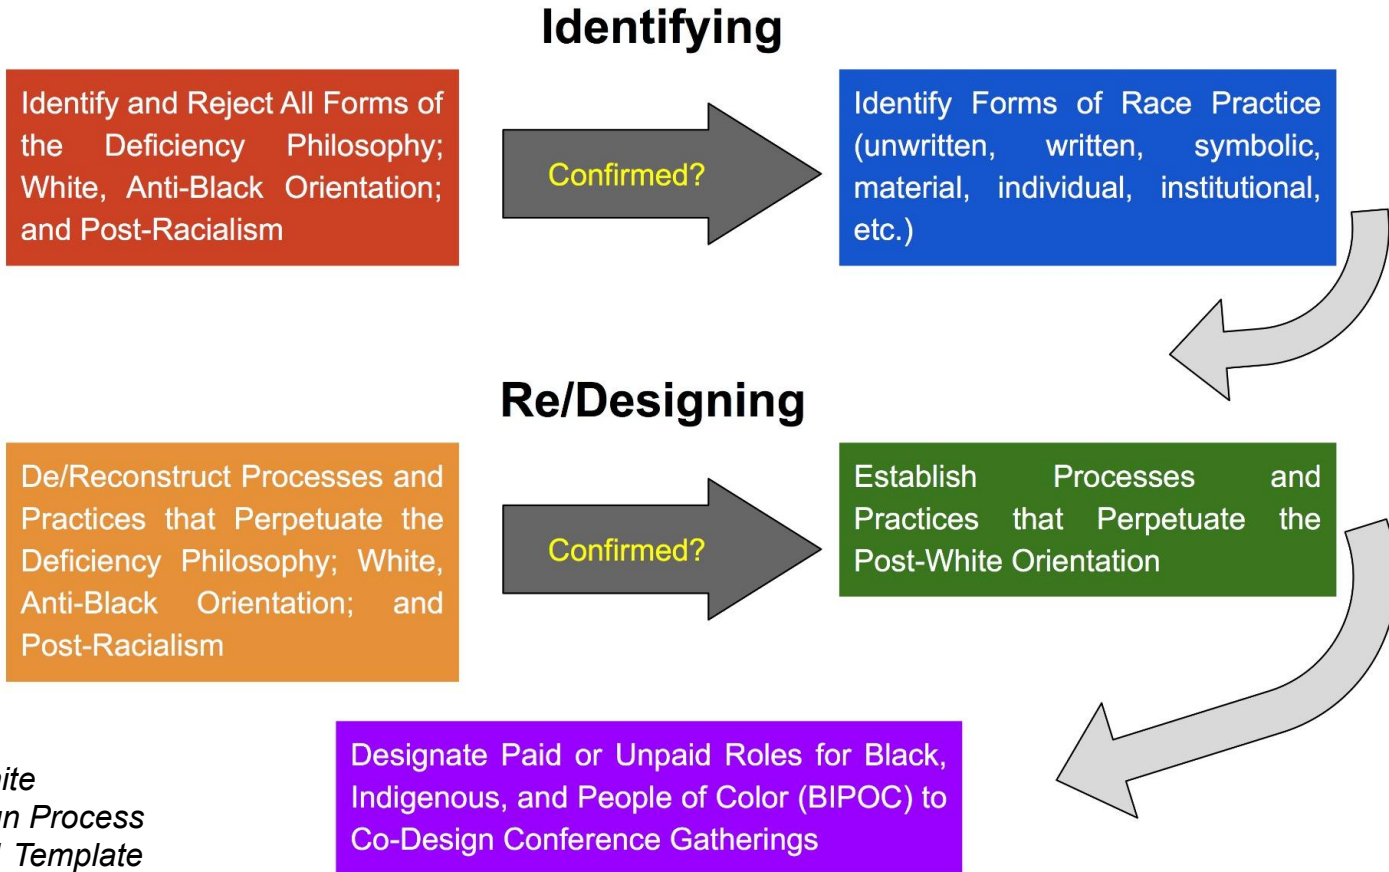 Identifying
Identify and Reject All Forms of
the Deficiency Philosophy;
White, Anti-Black Orientation;
and Post-Racialism
Confirmed?
Identify Forms of Race Practice
(unwritten, written, symbolic,
material, individual, institutional,
etc.)
Re/Designing
De/Reconstruct Processes and
Practices that Perpetuate the
Deficiency Philosophy; White,
Anti-Black Orientation; and
Post-Racialism
Confirmed?
Establish Processes and
Practices that Perpetuate the
Post-White Orientation
Designate Paid or Unpaid Roles for Black,
Indigenous, and People of Color (BIPOC) to
Co-Design Conference Gatherings
Process
Template